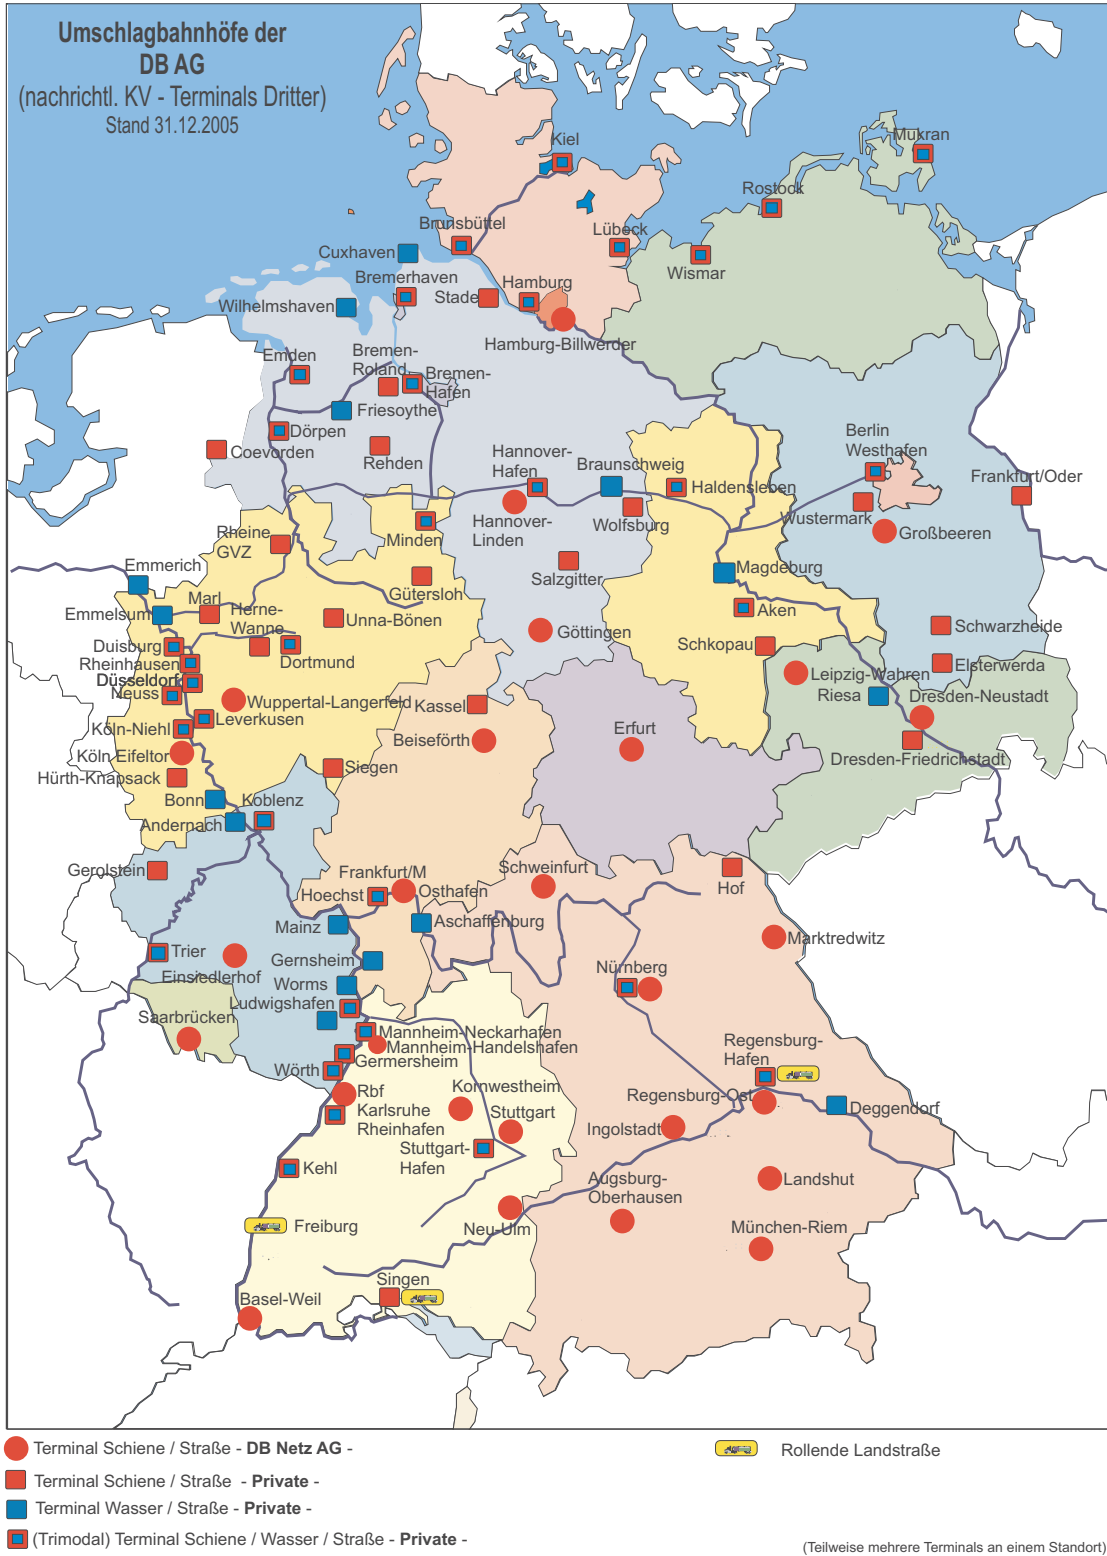 Umschlagbahnhöfe der
DB AG
(nachrichtl. KV - Terminals Dritter)
Stand 31.12.2005
Kiel
Mukran
Rostock
Brunsbüttel
Lübeck
Wismar
Cuxhaven
Bremerhaven
Stade
Hamburg
Wilhelmshaven
Hamburg-Billwerder
Emden
Bremen-
Roland
Bremen-
Hafen
Friesoythe
Dörpen
Coevorden
Rehden
Hannover-
Hafen
Braunschweig
Haldensleben
Berlin
Westhafen
Frankfurt/Oder
Hannover-
Linden
Wolfsburg
Wustermark
Großbeeren
Rheine
GVZ
Minden
Salzgitter
Magdeburg
Emmerich
Gütersloh
Marl
Herne-
Wanne
Emmelsum
Unna-Bönen
Aken
Göttingen
Schwarzheide
Duisburg
Rheinhausen
Dortmund
Schkopau
Elsterwerda
Düsseldorf
Neuss
Leipzig-Wahren
Riesa
Dresden-Neustadt
Wuppertal-Langerfeld
Kassel
Leverkusen
Köln-Niehl
Beiseförth
Erfurt
Köln Eifeltor
Hürth-Knapsack
Siegen
Dresden-Friedrichstadt
Bonn
Koblenz
Andernach
Gerolstein
Frankfurt/M
Hoechst
Osthafen
Schweinfurt
Hof
Mainz
Aschaffenburg
Marktredwitz
Trier
Einsiedlerhof
Gernsheim
Worms
Nürnberg
Ludwigshafen
Saarbrücken
Mannheim-Neckarhafen
Mannheim-Handelshafen
Germersheim
Regensburg-
Hafen
Wörth
Rbf
Karlsruhe
Rheinhafen
Kornwestheim
Stuttgart
Regensburg-Ost
Deggendorf
Ingolstadt
Stuttgart-
Hafen
Kehl
Augsburg-
Oberhausen
Landshut
Freiburg
Neu-Ulm
München-Riem
Singen
Basel-Weil
Terminal Schiene / Straße - DB Netz AG -
Rollende Landstraße
Terminal Schiene / Straße - Private -
Terminal Wasser / Straße - Private -
(Trimodal) Terminal Schiene / Wasser / Straße - Private -
(Teilweise mehrere Terminals an einem Standort)